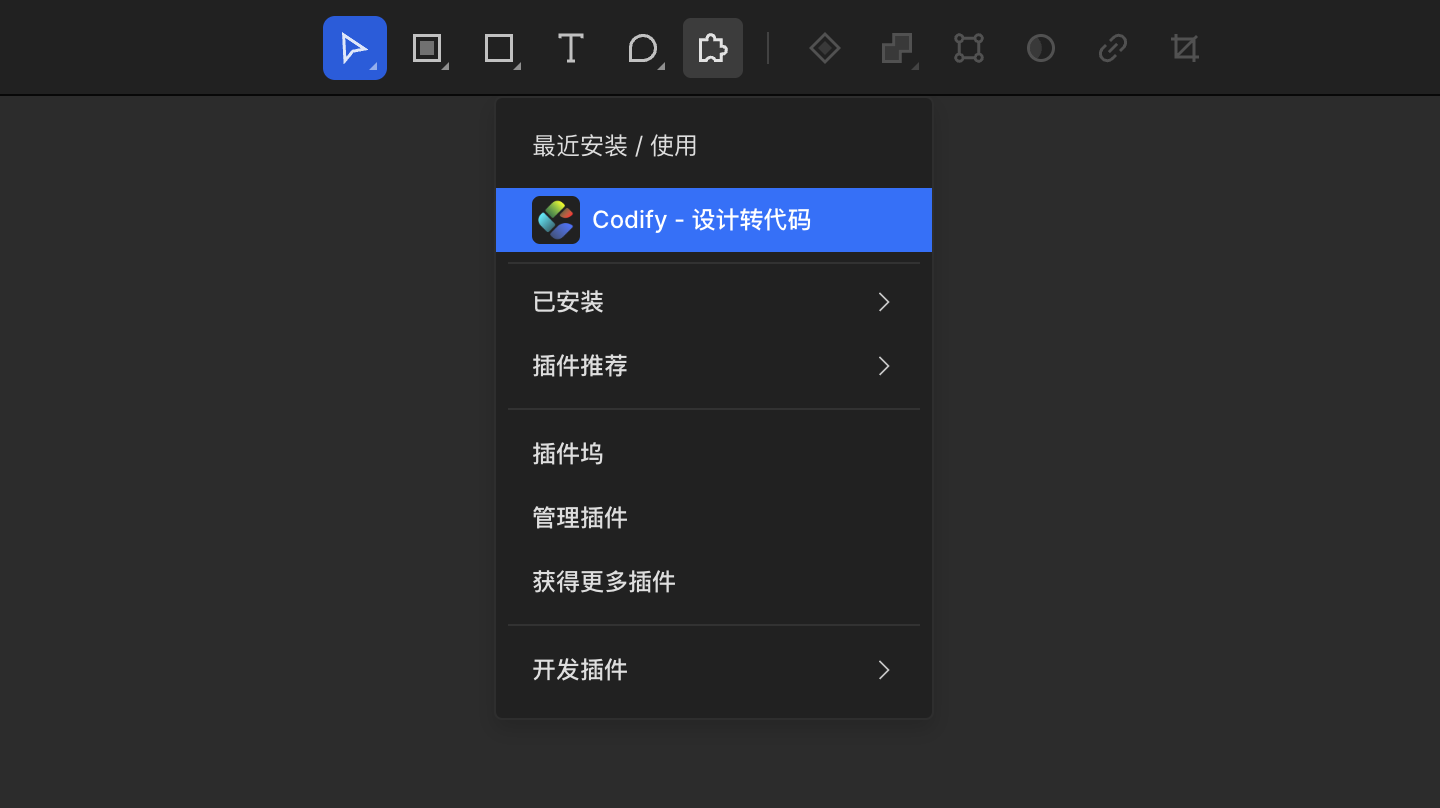 最近安装 / 使用
Codify - 设计转代码
已安装
插件推荐
插件坞
管理插件
获得更多插件
开发插件